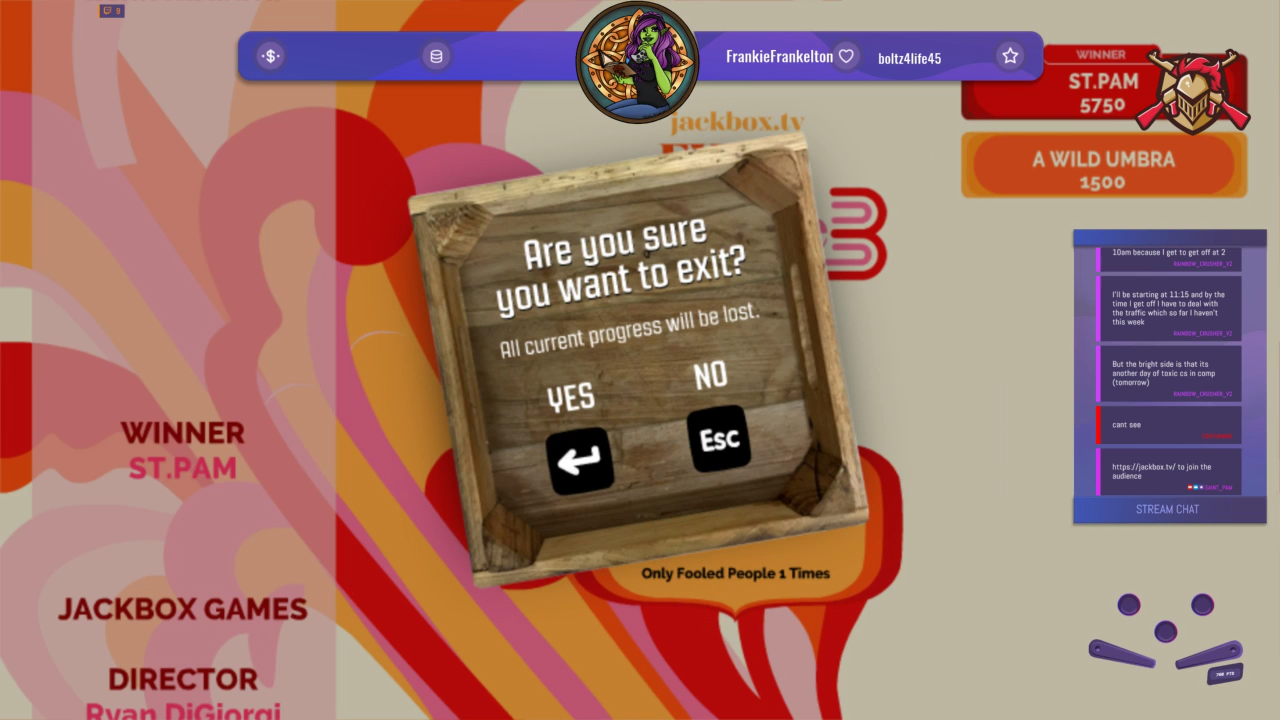 9
FrankieFrankelton
boltz4life45
WINNER
ST.PAM
5750
A WILD UMBRA
1500
jackbox.tv
Are you sure
you want to exit?
All current progress will be lost.
YES
NO
Esc
Only Fooled People 1 Times
WINNER
ST.PAM
JACKBOX GAMES
DIRECTOR
Ryan DiGiorgi
10am because I get to get off at 2
RAINBOW_CRUSHER_V2
I'll be starting at 11:15 and by the
time I get off I have to deal with
the traffic which so far I haven't
this week
RAINBOW_CRUSHER_V2
But the bright side is that its
another day of toxic cs in comp
(tomorrow)
RAINBOW_CRUSHER_V2
cant see
https://jackbox.tv/ to join the
audience
SAINT_PAM
STREAM CHAT